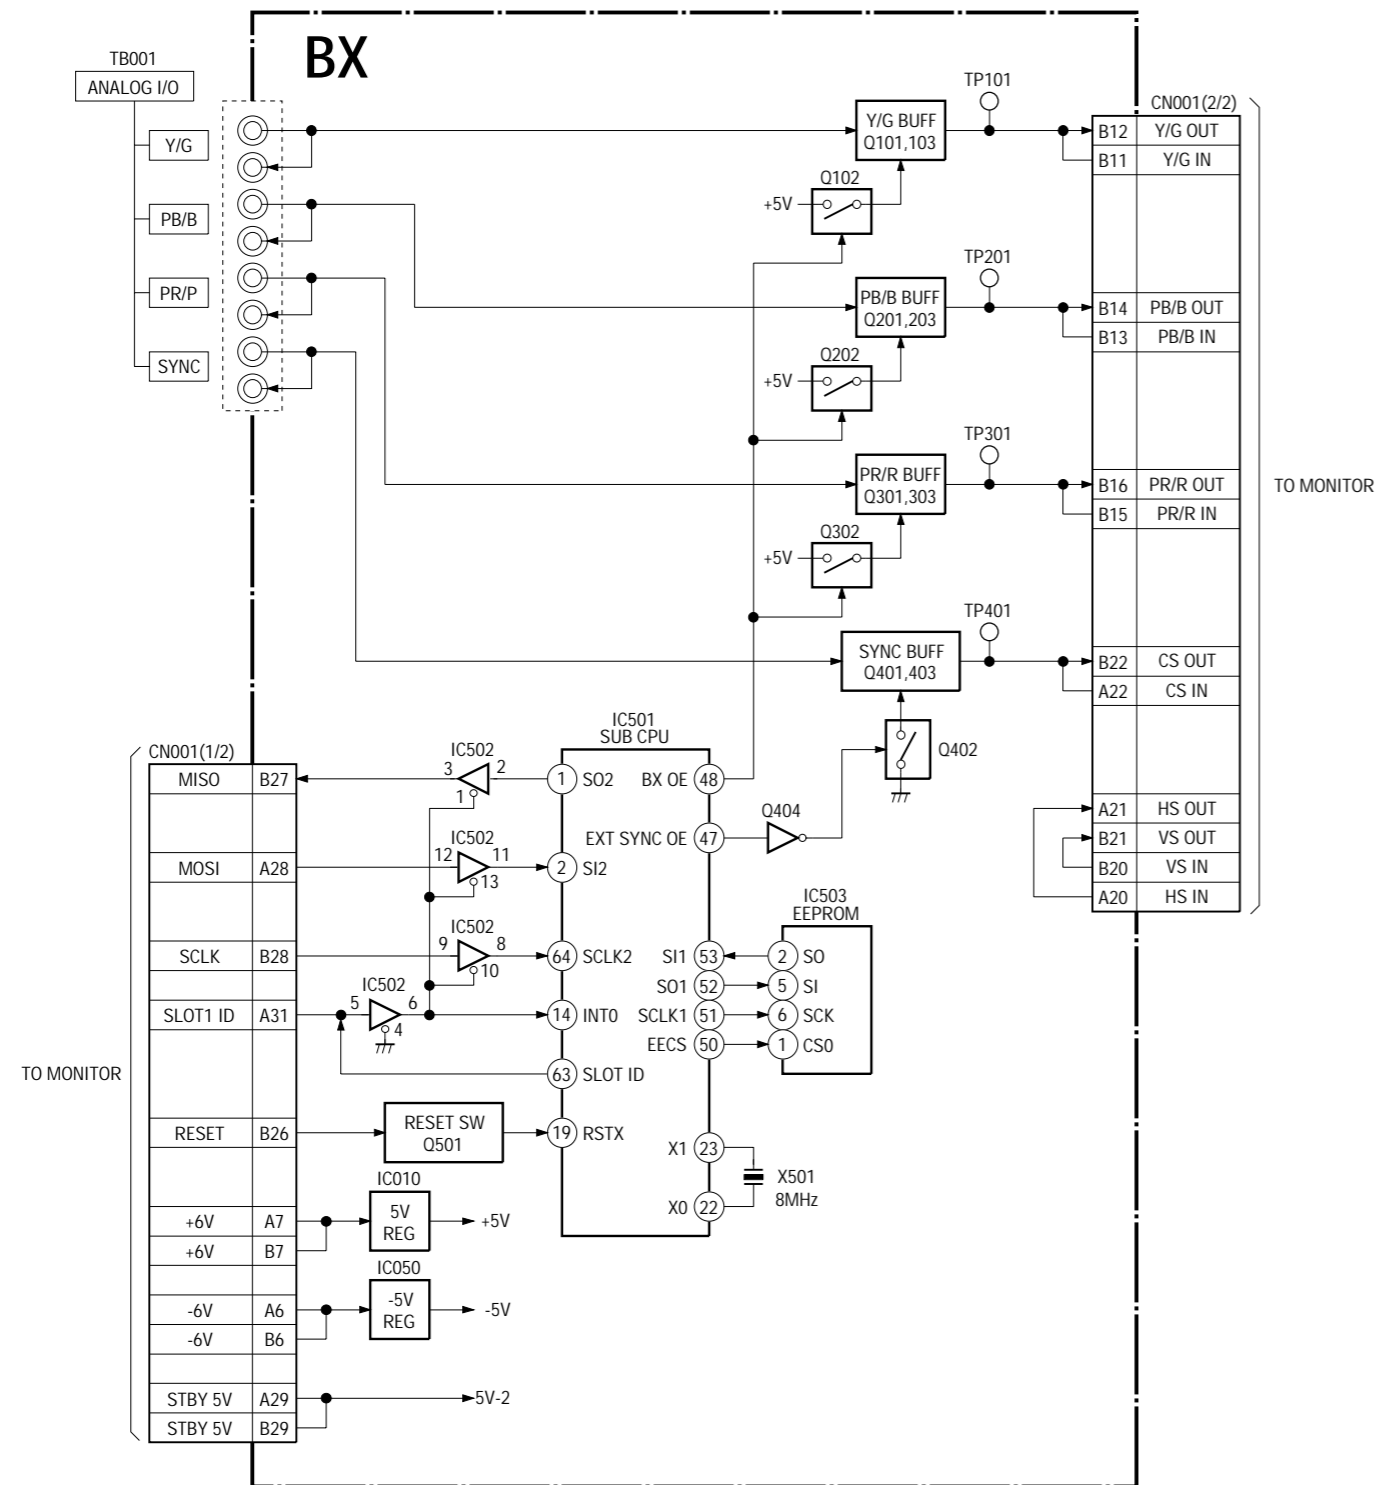 BX
TB001
ANALOG I/O
Y/G
PB/B
PR/P
SYNC
TP101
Y/G BUFF
Q101,103
Q102
+5V
TP201
PB/B BUFF
Q201,203
Q202
+5V
TP301
PR/R BUFF
Q301,303
Q302
+5V
TP401
SYNC BUFF
Q401,403
Q402
Q404
CN001(2/2)
B12 Y/G OUT
B11 Y/G IN
B14 PB/B OUT
B13 PB/B IN
B16 PR/R OUT
B15 PR/R IN
B22 CS OUT
A22 CS IN
A21 HS OUT
B21 VS OUT
B20 VS IN
A20 HS IN
TO MONITOR
CN001(1/2)
MISO B27
MOSI A28
SCLK B28
SLOT1 ID A31
RESET B26
+6V A7
+6V B7
-6V A6
-6V B6
STBY 5V A29
STBY 5V B29
TO MONITOR
IC502
3 2
1
IC502
12 11
13
IC502
9 8
10
IC502
5 6
4
RESET SW
Q501
IC010
5V
REG
+5V
IC050
-5V
REG
-5V
5V-2
IC501
SUB CPU
1 SO2
2 SI2
64 SCLK2
14 INT0
63 SLOT ID
19 RSTX
BX OE 48
EXT SYNC OE 47
SI1 53
SO1 52
SCLK1 51
EECS 50
X1 23
X0 22
IC503
EEPROM
2 SO
5 SI
6 SCK
1 CS0
X501
8MHz